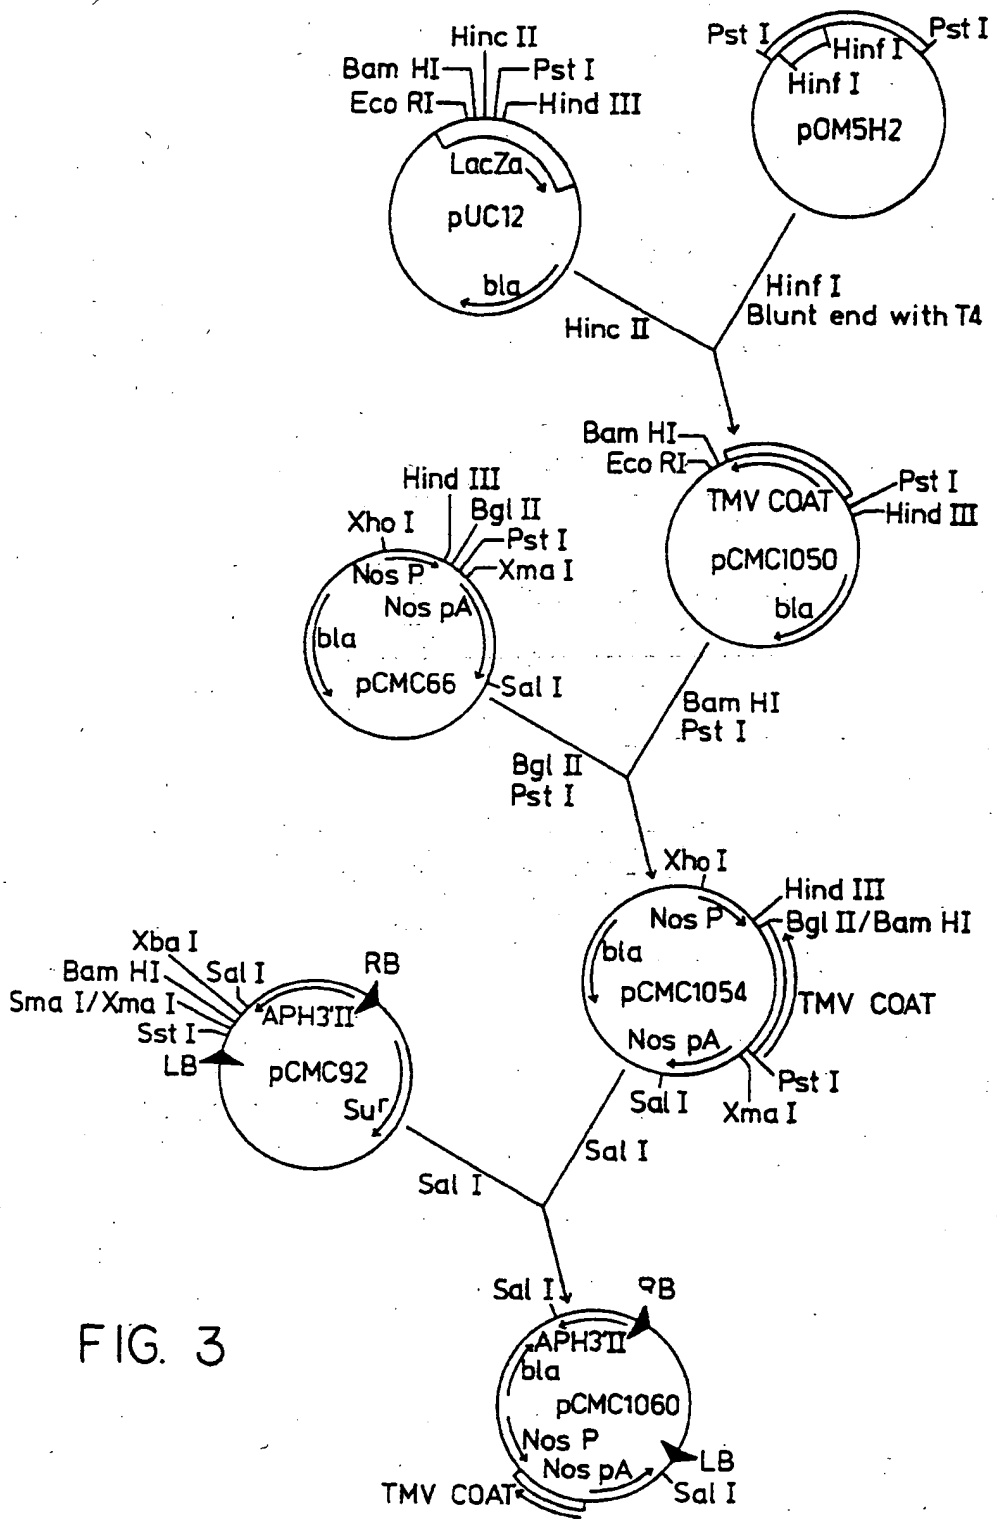 Hinc II
Bam HI
Pst I
Eco RI
Hind III
LacZa
pUC12
bla
Pst I
Pst I
Hinf I
Hinf I
pOM5H2
Hinc II
Hinf I
Blunt end with T4
Bam HI
Eco RI
TMV COAT
Pst I
Hind III
pCMC1050
bla
Hind III
Bgl II
Xho I
Pst I
Xma I
Nos P
Nos pA
bla
pCMC66
Sal I
Bam HI
Pst I
Bgl II
Pst I
Xho I
Hind III
Bgl II/Bam HI
Nos P
bla
pCMC1054
TMV COAT
Nos pA
Pst I
Sal I
Xma I
Xba I
Bam HI
Sal I
RB
Sma I/Xma I
APH3'II
Sst I
LB
pCMC92
Suʳ
Sal I
Sal I
Sal I
RB
APH3'II
bla
pCMC1060
Nos P
Nos pA
LB
Sal I
TMV COAT
FIG. 3